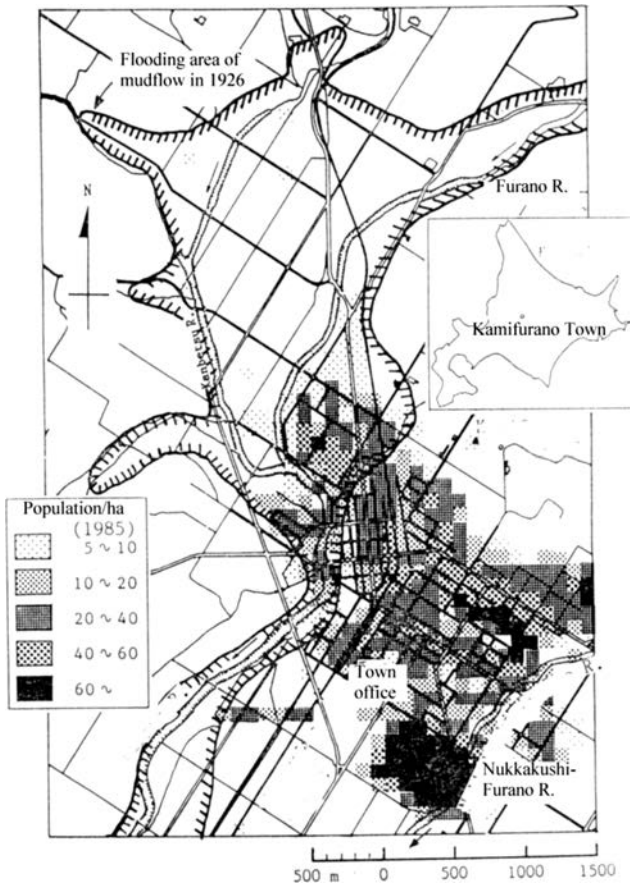 Flooding area of
mudflow in 1926
Furano R.
N
Kamifurano Town
Population/ha
(1985)
5 ~ 10
10 ~ 20
20 ~ 40
40 ~ 60
60 ~
Town
office
Nukkakushi-
Furano R.
500 m 0 500 1000 1500